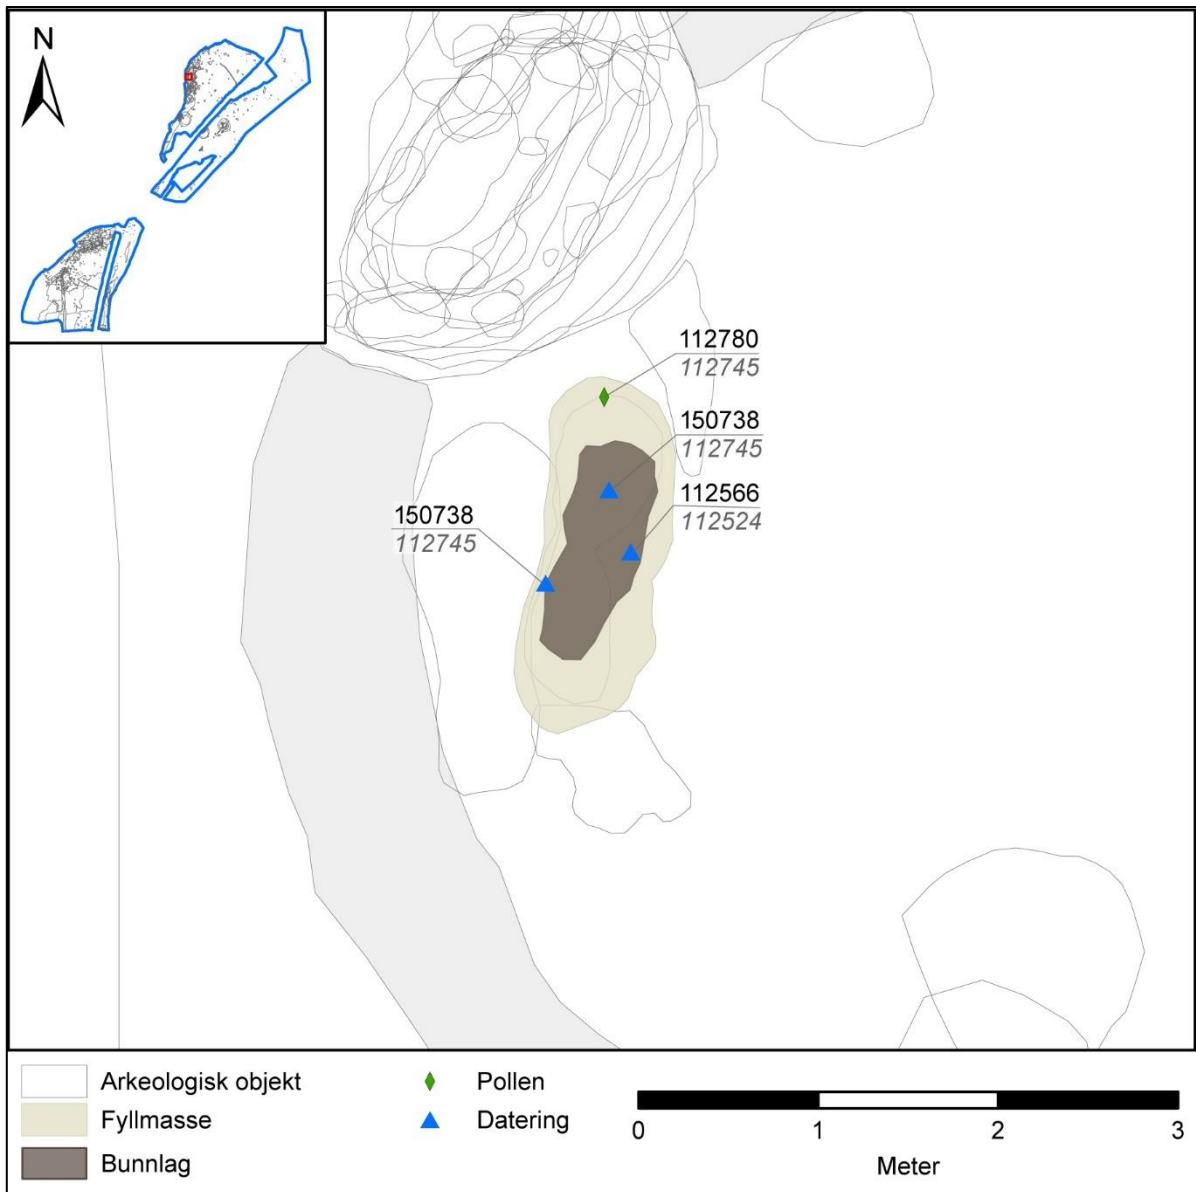 N
112780
112745
150738
112745
112566
112524
150738
112745
Arkeologisk objekt
Fyllmasse
Bunnlag
Pollen
Datering
0 1 2 3
Meter